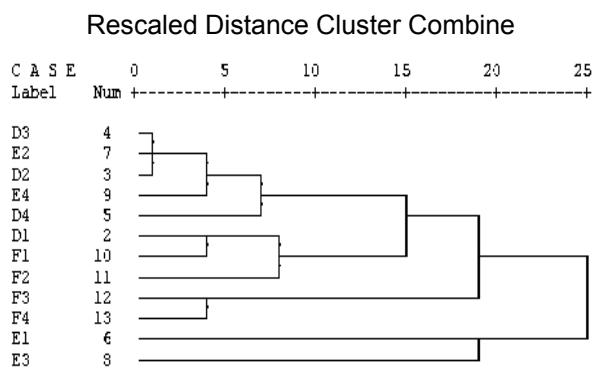 Rescaled Distance Cluster Combine
C A S E 0 5 10 15 20 25
Label Num
D3 4
E2 7
D2 3
E4 9
D4 5
D1 2
F1 10
F2 11
F3 12
F4 13
E1 6
E3 8